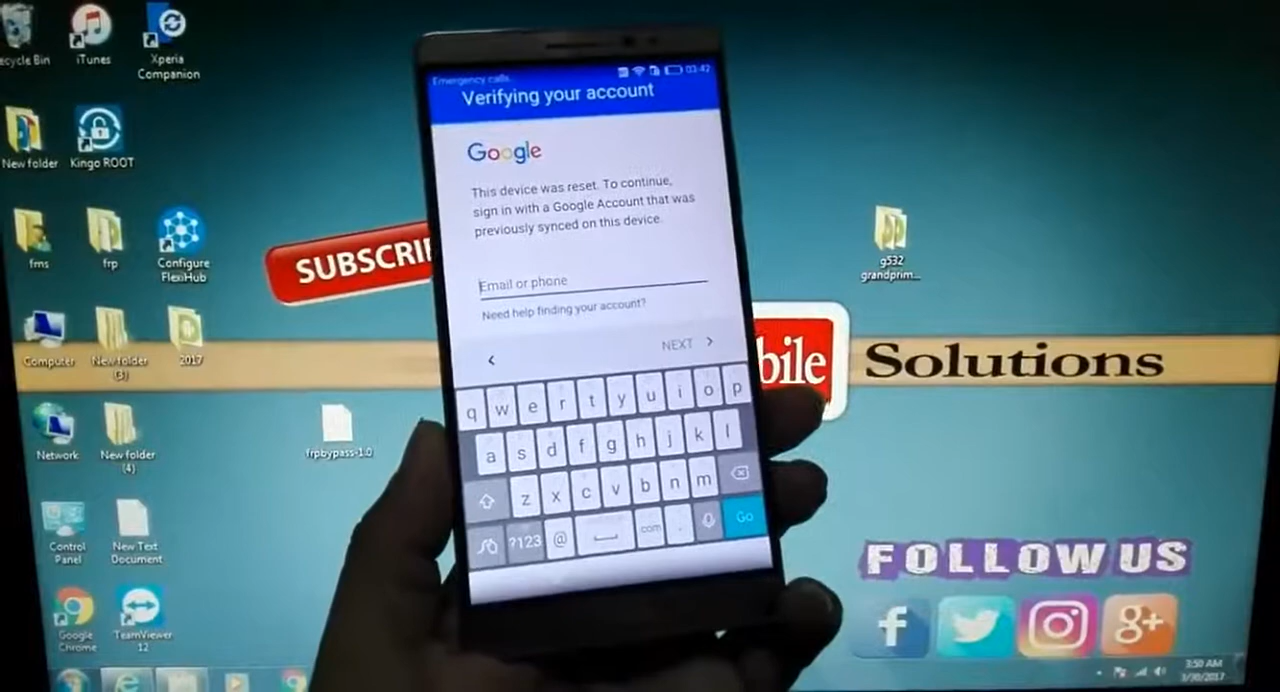 ecycle Bin
iTunes
Xperia
Companion
New folder
Kingo ROOT
fms
frp
Configure
FlexiHub
Computer
New folder
(3)
2017
Network
New folder
(4)
frpbypass-1.0
Control
Panel
New Text
Document
Google
Chrome
TeamViewer
12
SUBSCRI
Emergency calls
03:42
Verifying your account
Google
This device was reset. To continue,
sign in with a Google Account that was
previously synced on this device.
Email or phone
Need help finding your account?
NEXT
q w e r t y u i o p
a s d f g h j k l
z x c v b n m
?123 @ .com . Go
g532
grandprim...
bile
Solutions
FOLLOW US
f
g+
3:50 AM
3/30/2017